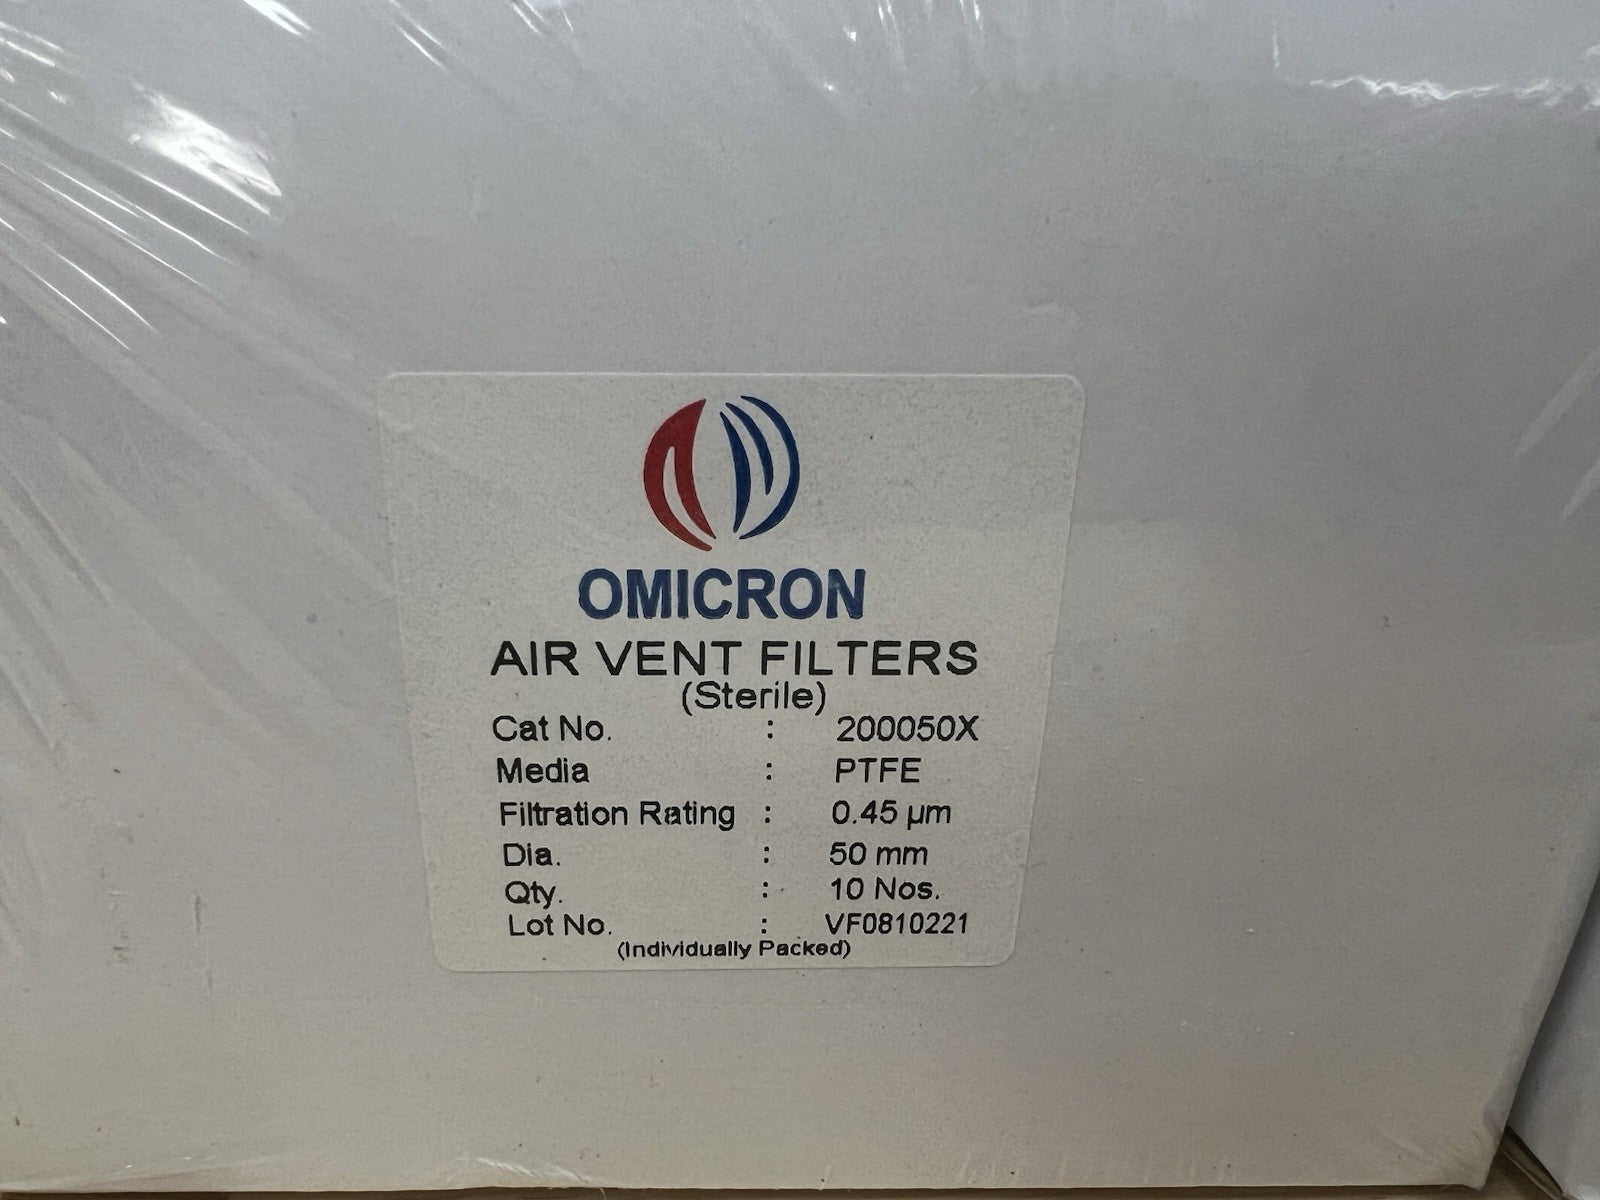 OMICRON
AIR VENT FILTERS
(Sterile)
Cat No. : 200050X
Media : PTFE
Filtration Rating : 0.45 µm
Dia. : 50 mm
Qty. : 10 Nos.
Lot No. : VF0810221
(Individually Packed)